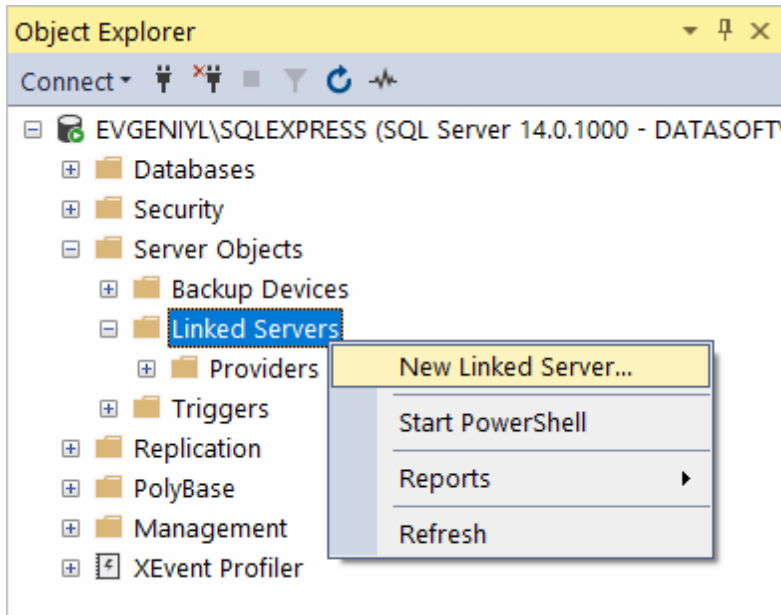 Object Explorer
Connect
EVGENIYL\SQLEXPRESS (SQL Server 14.0.1000 - DATASOFT
Databases
Security
Server Objects
Backup Devices
Linked Servers
Providers
New Linked Server...
Triggers
Start PowerShell
Replication
Reports
PolyBase
Management
Refresh
XEvent Profiler